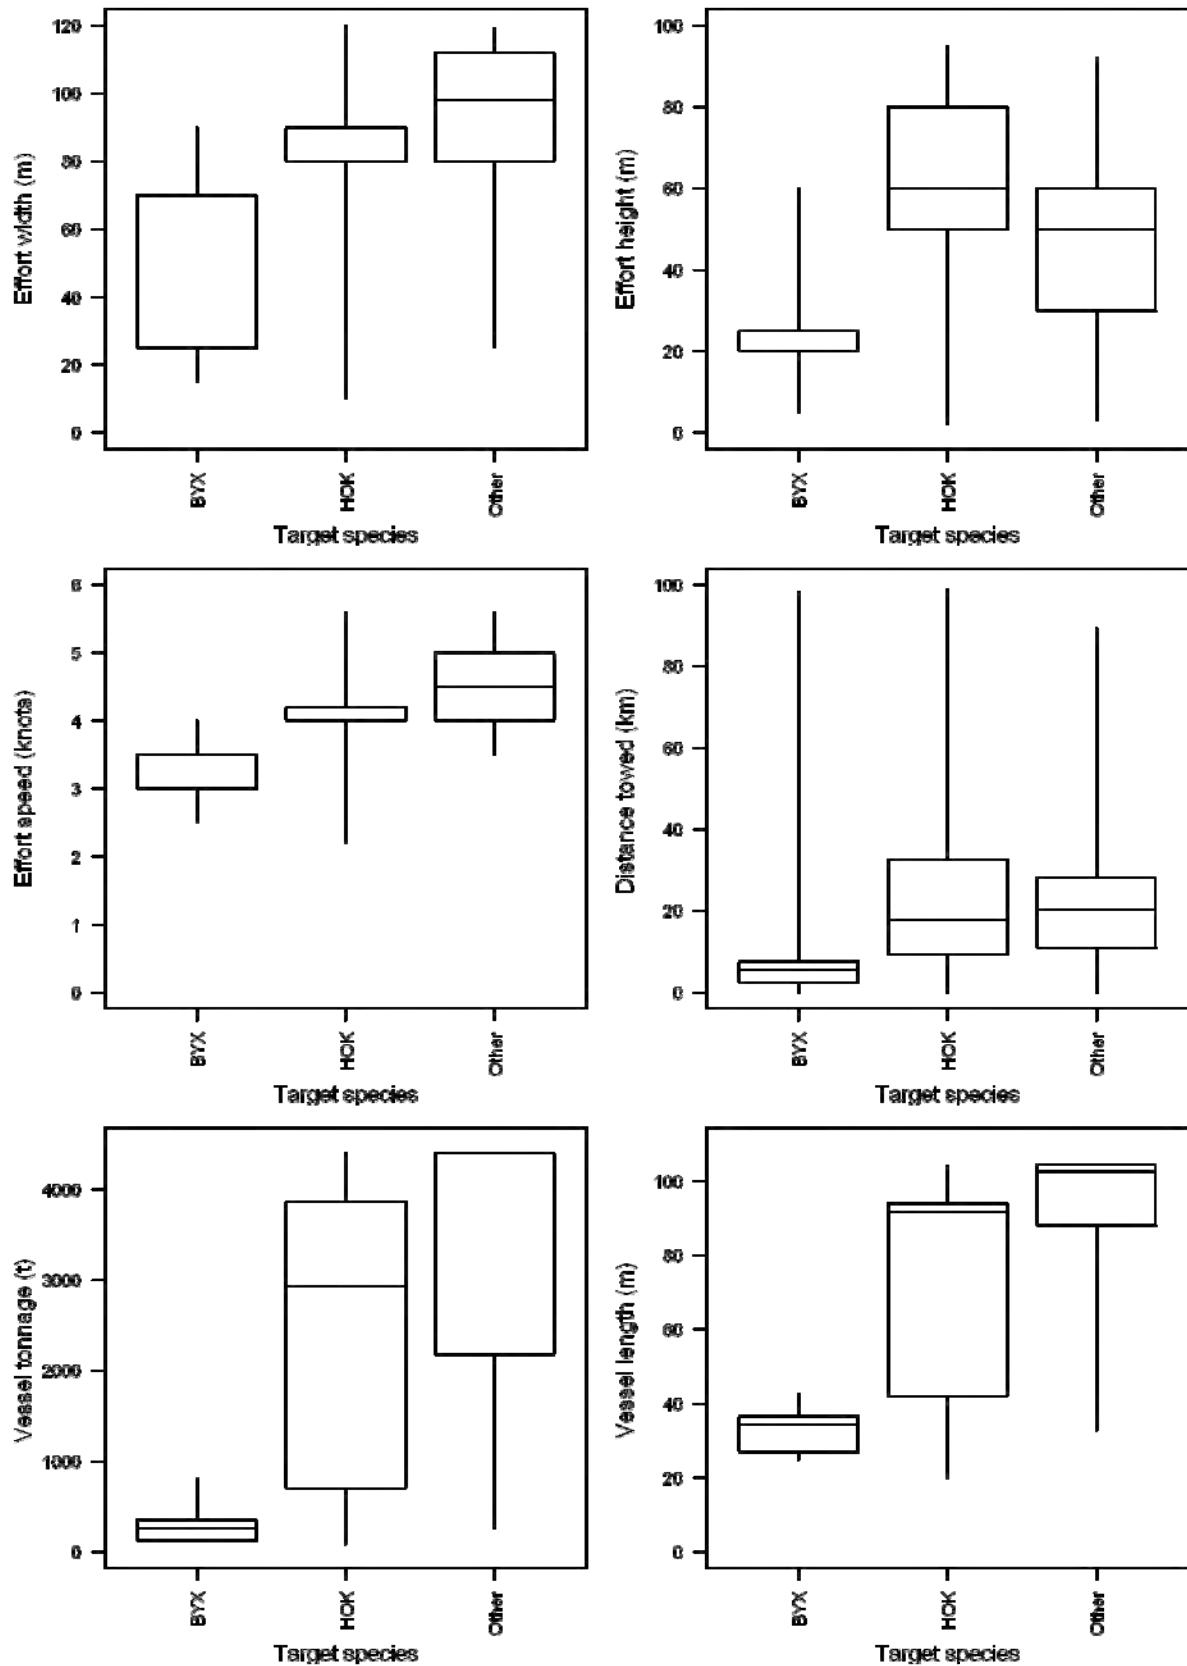 120
100
80
60
40
20
0
Effort width (m)
BYX
HOK
Other
Target species
100
80
60
40
20
0
Effort height (m)
BYX
HOK
Other
Target species
6
5
4
3
2
1
0
Effort speed (knots)
BYX
HOK
Other
Target species
100
80
60
40
20
0
Distance towed (km)
BYX
HOK
Other
Target species
4000
3000
2000
1000
0
Vessel tonnage (t)
BYX
HOK
Other
Target species
100
80
60
40
20
0
Vessel length (m)
BYX
HOK
Other
Target species